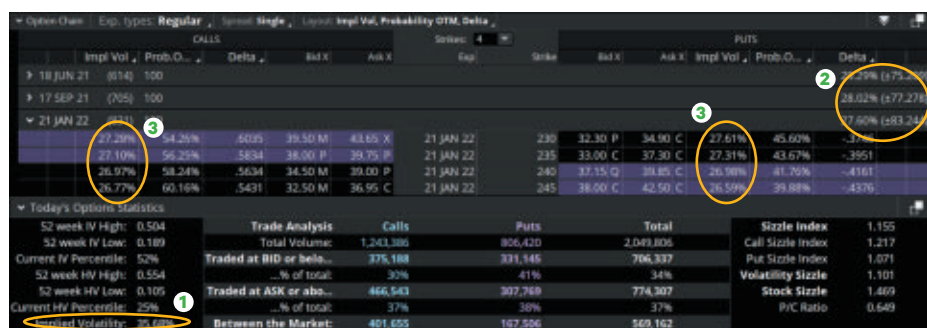 Option Chain Exp. types: Regular Spread: Single Layout: Impl Vol, Probability OTM, Delta
CALLS Strikes: 4 PUTS
Impl Vol Prob.O... Delta Bid X Ask X Exp Strike Bid X Ask X Impl Vol Prob.O... Delta
> 18 JUN 21 (614) 100 2
> 17 SEP 21 (705) 100 28.02% (±77.278)
21 JAN 22 3 3 27.60% (±83.244)
27.28% 54.26% .6035 39.50 M 43.65 X 21 JAN 22 230 32.30 P 34.90 C 27.61% 45.60%
27.10% 56.25% .5834 38.00 P 39.75 P 21 JAN 22 235 33.00 C 37.30 C 27.31% 43.67% -.3951
26.97% 58.24% .5634 34.50 M 39.00 P 21 JAN 22 240 37.15 Q 39.85 C 26.98% 41.76% -.4161
26.77% 60.16% .5431 32.50 M 36.95 C 21 JAN 22 245 38.00 C 42.50 C 26.59% 39.88% -.4376
Today's Options Statistics
52 week IV High: 0.504 Trade Analysis Calls Puts Total Sizzle Index 1.155
52 week IV Low: 0.189 Total Volume: 1,243,386 806,420 2,049,806 Call Sizzle Index 1.217
Current IV Percentile: 52% Traded at BID or belo... 375,188 331,145 706,337 Put Sizzle Index 1.071
52 week HV High: 0.554 ...% of total: 30% 41% 34% Volatility Sizzle 1.101
52 week HV Low: 0.105 Traded at ASK or abo... 466,543 307,769 774,307 Stock Sizzle 1.469
Current HV Percentile: 25% 1 ...% of total: 37% 38% 37% P/C Ratio 0.649
Implied Volatility: 35.68% Between the Market: 401,655 167,506 569,162